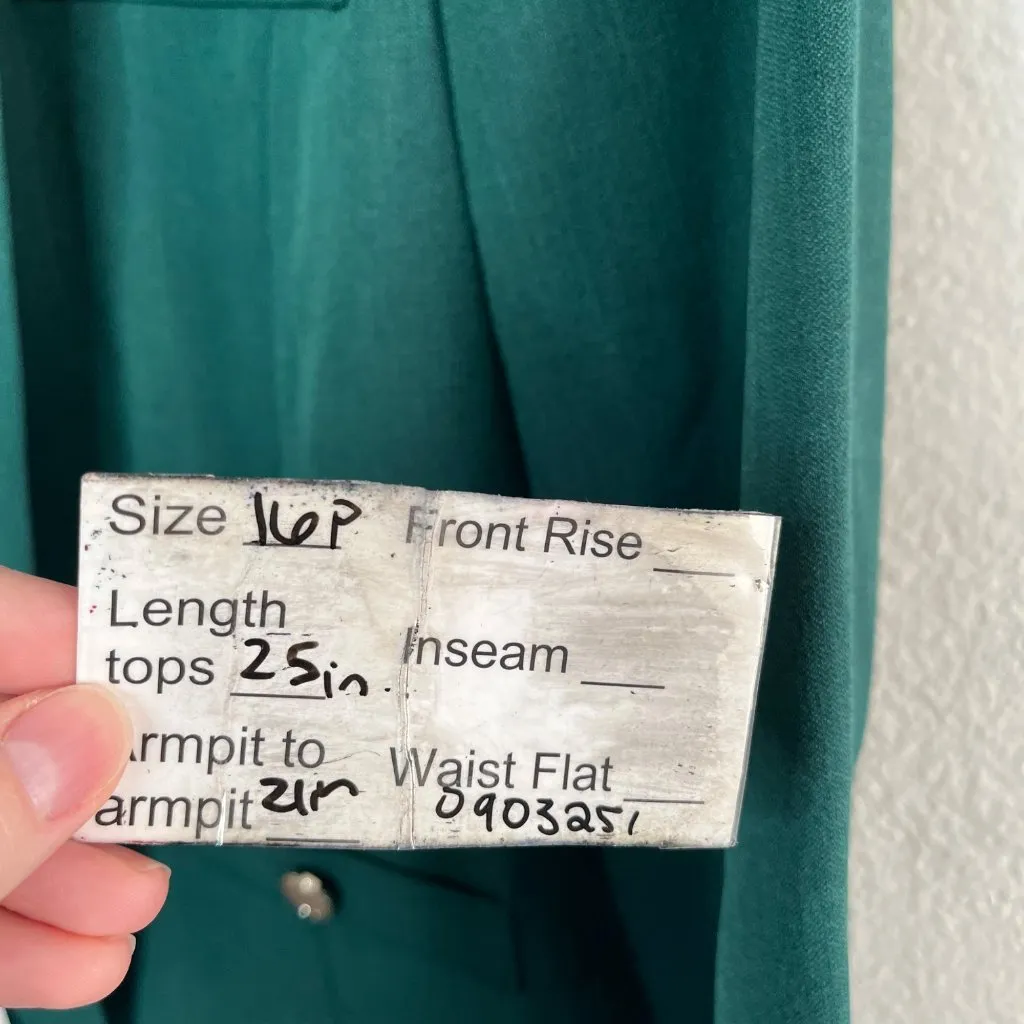 Size 16P
Length
tops 25in.
Armpit to
armpit 21in
Front Rise
Inseam
Waist Flat
0903251